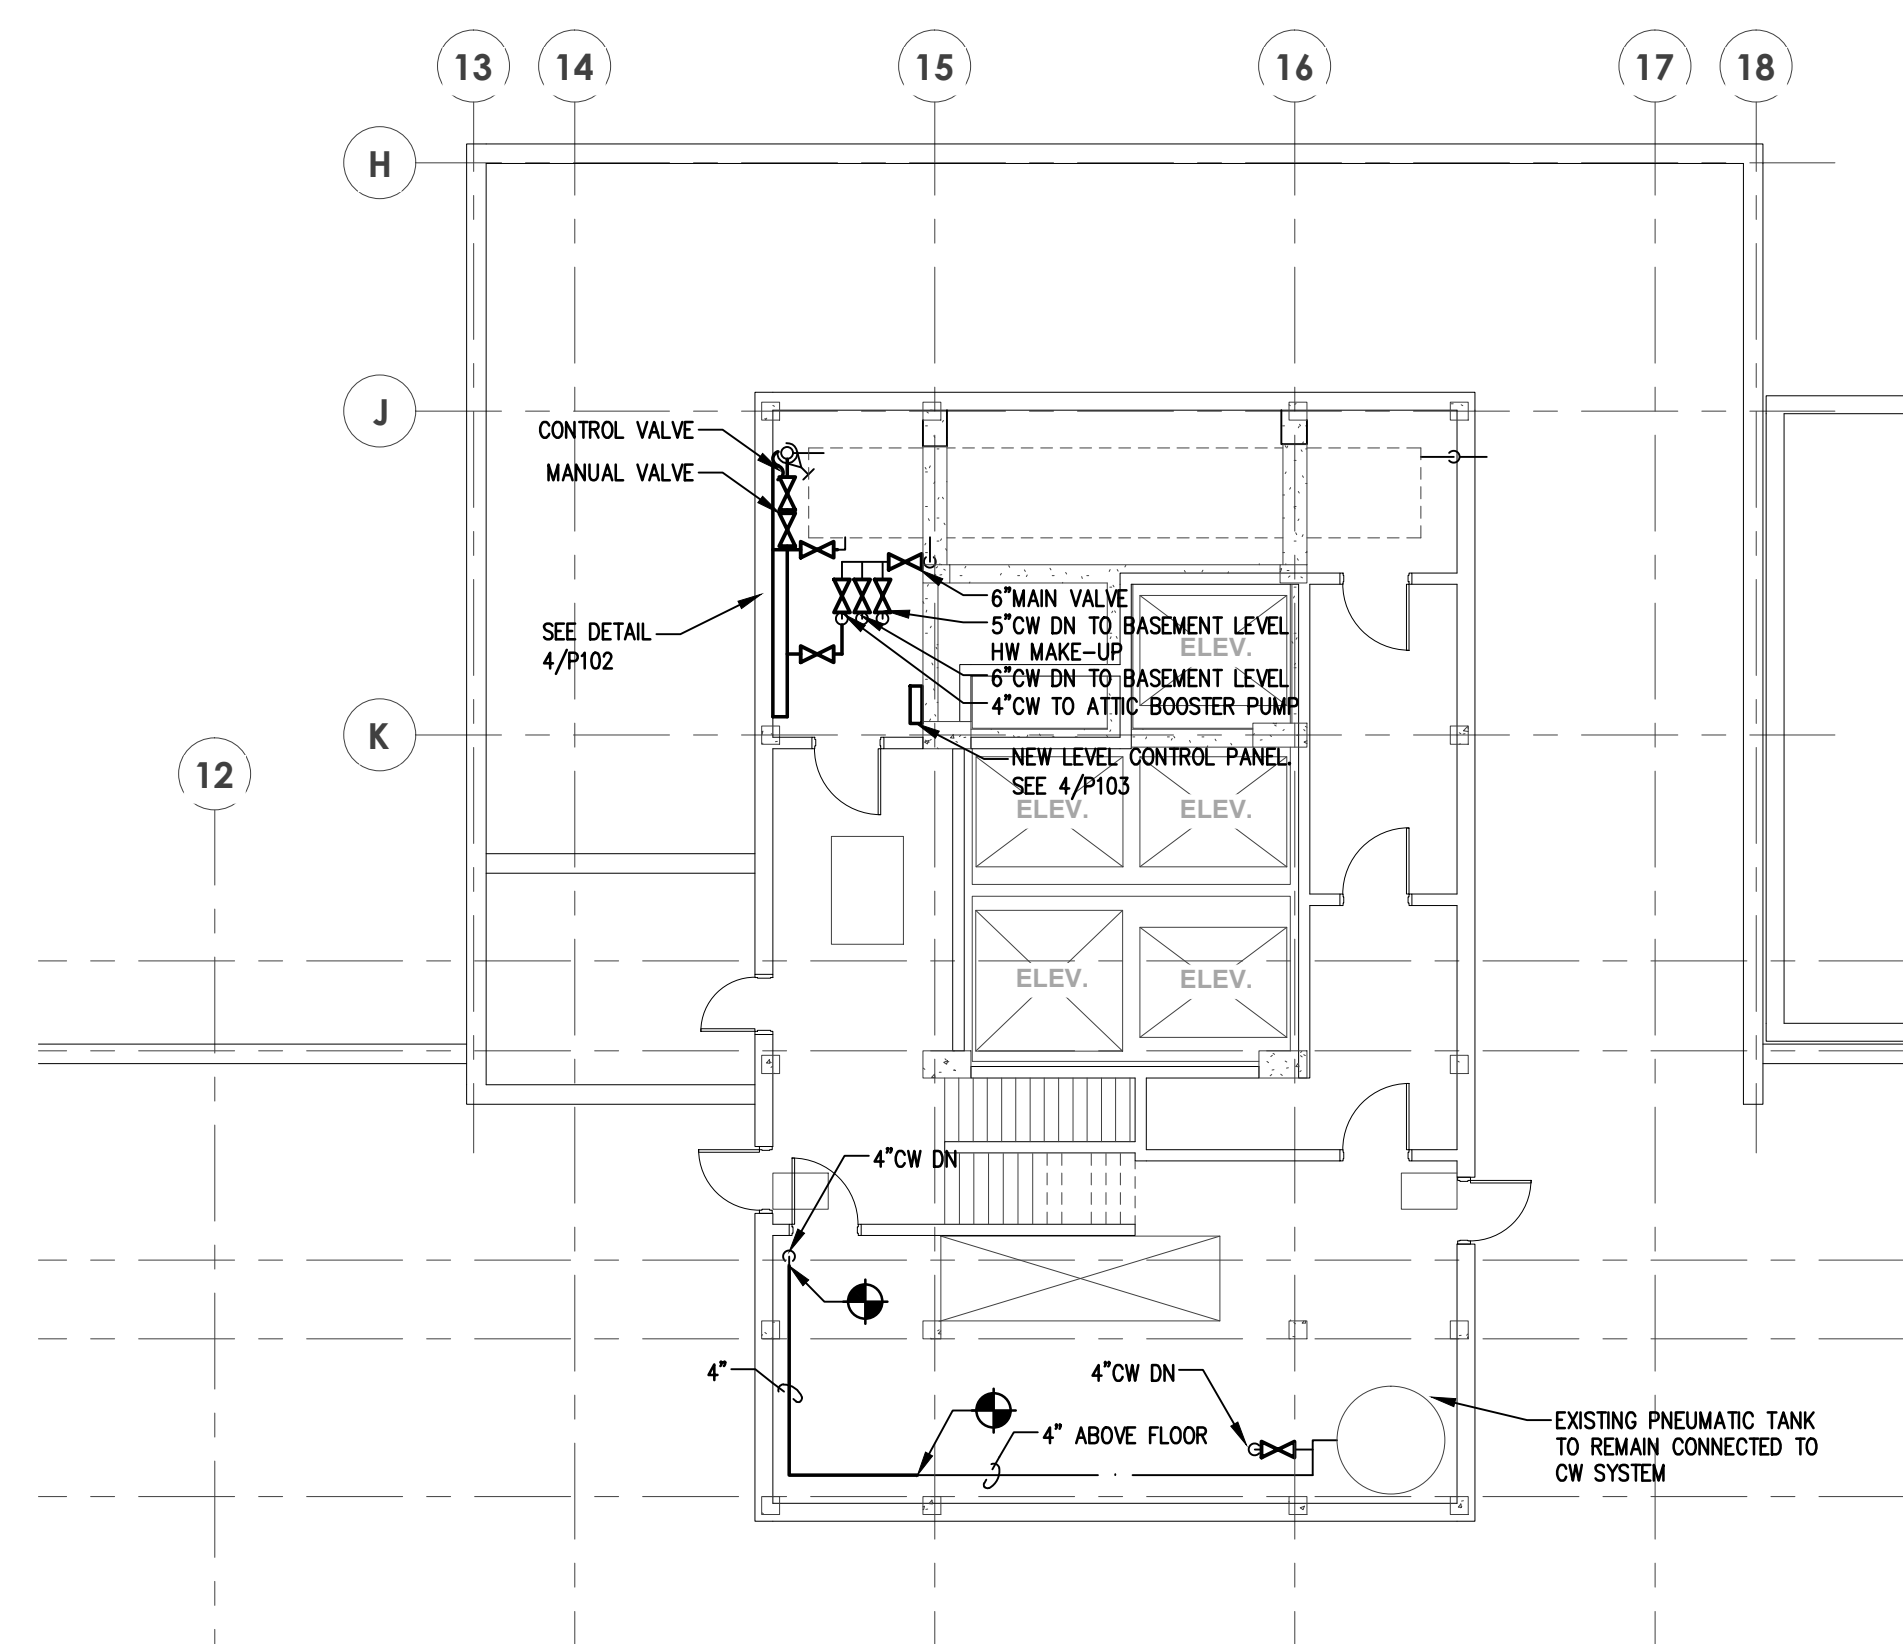 13
14
15
16
17
18
H
J
CONTROL VALVE
MANUAL VALVE
6"MAIN VALVE
5"CW DN TO BASEMENT LEVEL
HW MAKE-UP
ELEV.
SEE DETAIL
4/P102
6"CW DN TO BASEMENT LEVEL
4"CW TO ATTIC BOOSTER PUMP
K
NEW LEVEL CONTROL PANEL.
SEE 4/P103
12
ELEV.
ELEV.
ELEV.
ELEV.
4"CW DN
4"
4"CW DN
4" ABOVE FLOOR
EXISTING PNEUMATIC TANK
TO REMAIN CONNECTED TO
CW SYSTEM